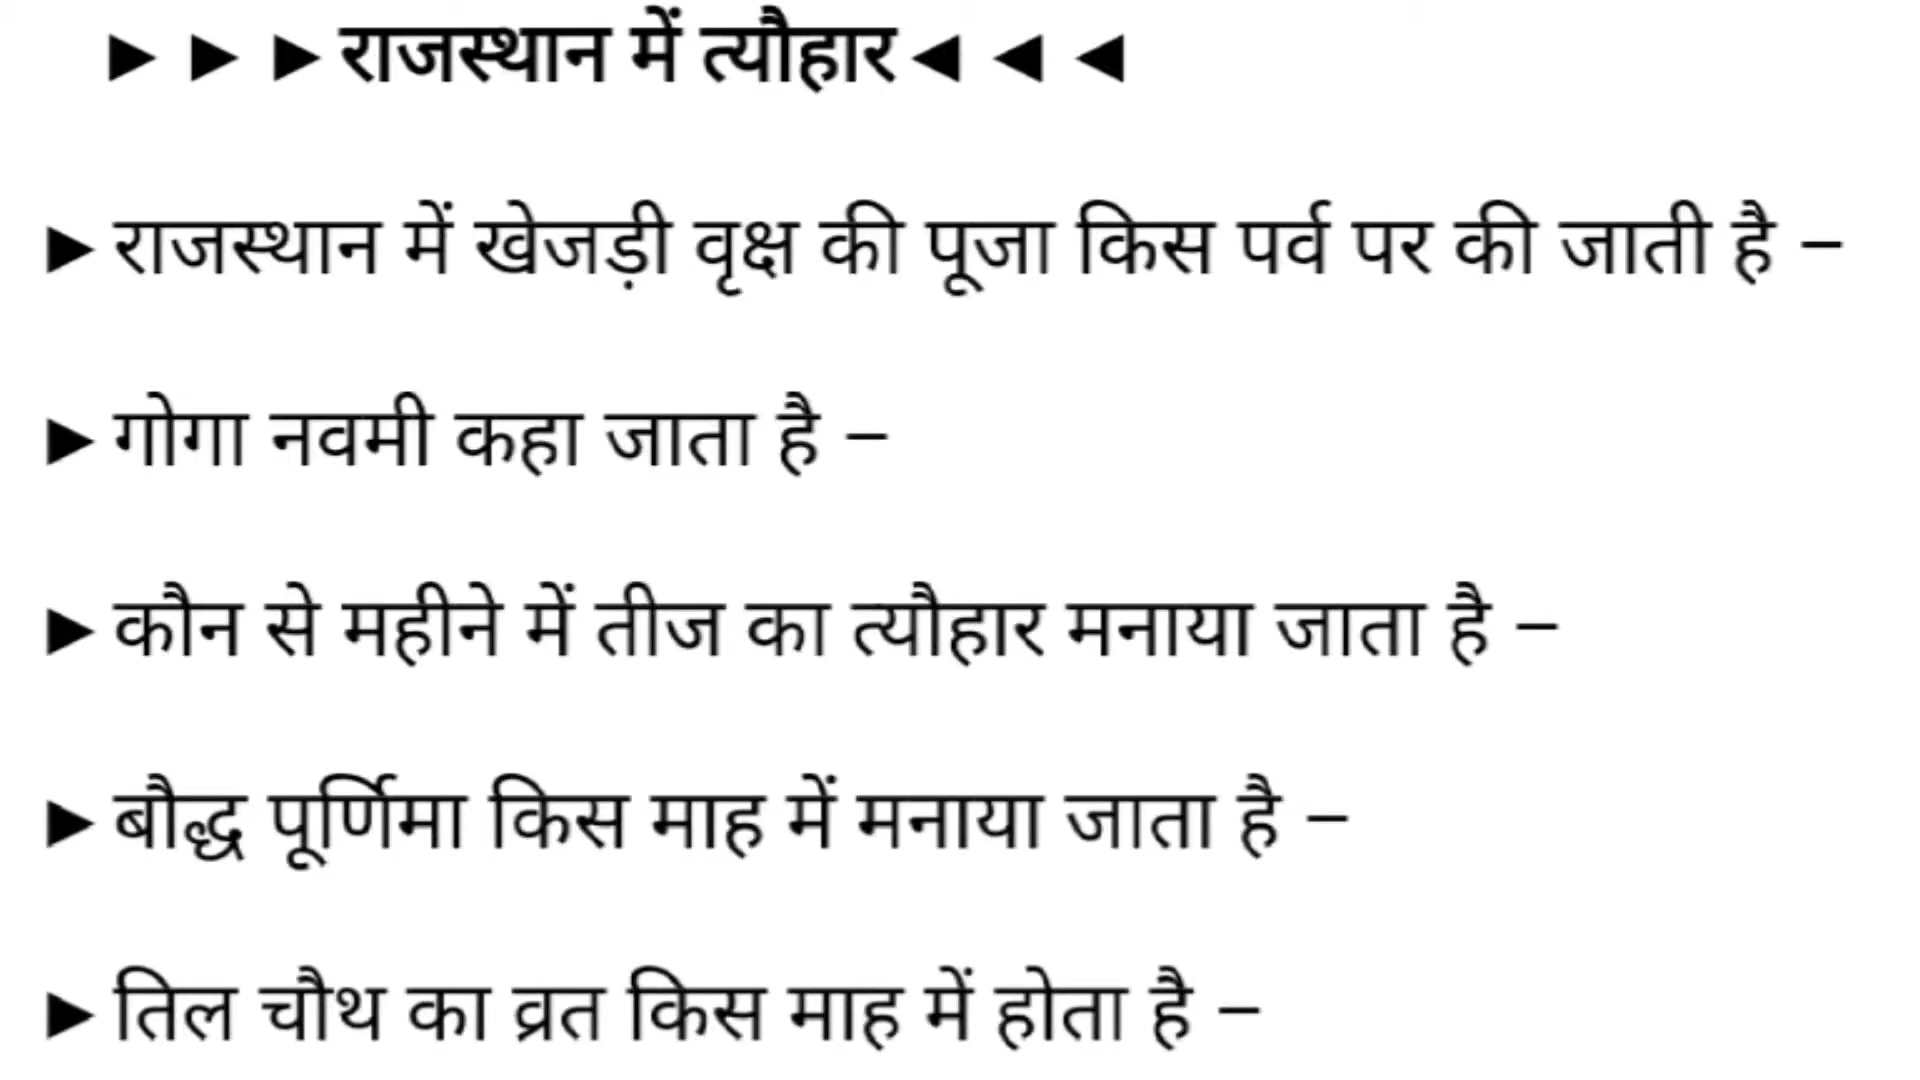 ►►►राजस्थान में त्यौहार◄◄◄
►राजस्थान में खेजड़ी वृक्ष की पूजा किस पर्व पर की जाती है –
►गोगा नवमी कहा जाता है –
►कौन से महीने में तीज का त्यौहार मनाया जाता है –
►बौद्ध पूर्णिमा किस माह में मनाया जाता है –
►तिल चौथ का व्रत किस माह में होता है –